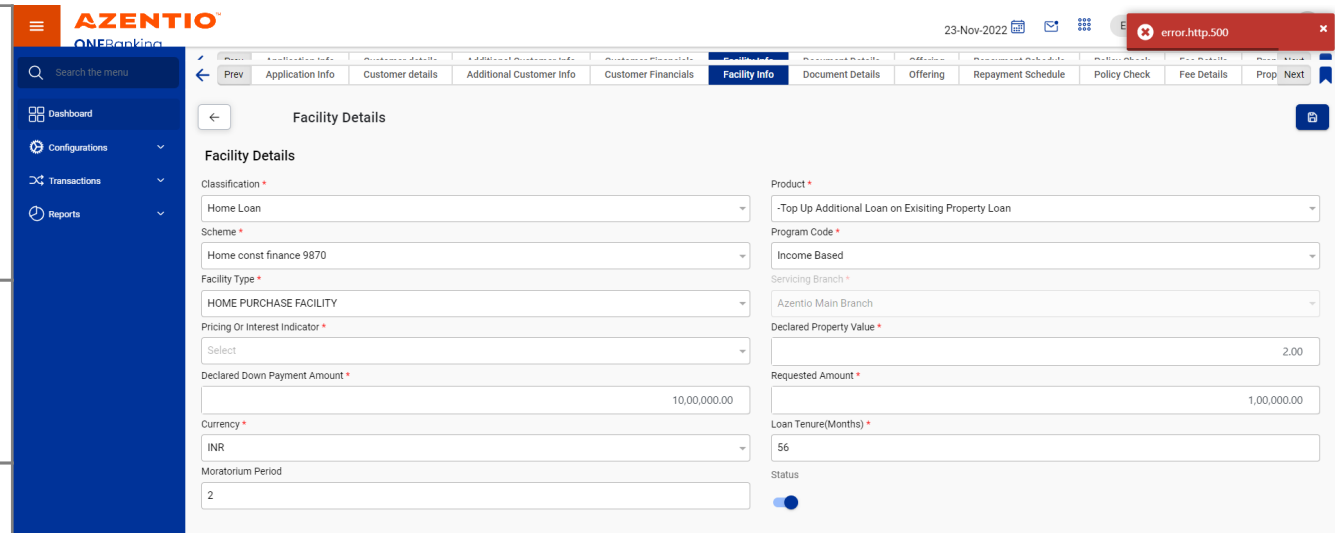 AZENTIO
ONEBanking
23-Nov-2022
error.http.500
Search the menu
Prev Application Info Customer details Additional Customer Info Customer Financials Facility Info Document Details Offering Repayment Schedule Policy Check Fee Details Prop Next
Dashboard
Configurations
Transactions
Reports
Facility Details
Facility Details
Classification *
Home Loan
Product *
-Top Up Additional Loan on Exisiting Property Loan
Scheme *
Home const finance 9870
Program Code *
Income Based
Facility Type *
HOME PURCHASE FACILITY
Servicing Branch *
Azentio Main Branch
Pricing Or Interest Indicator *
Select
Declared Property Value *
2.00
Declared Down Payment Amount *
10,00,000.00
Requested Amount *
1,00,000.00
Currency *
INR
Loan Tenure(Months) *
56
Moratorium Period
2
Status